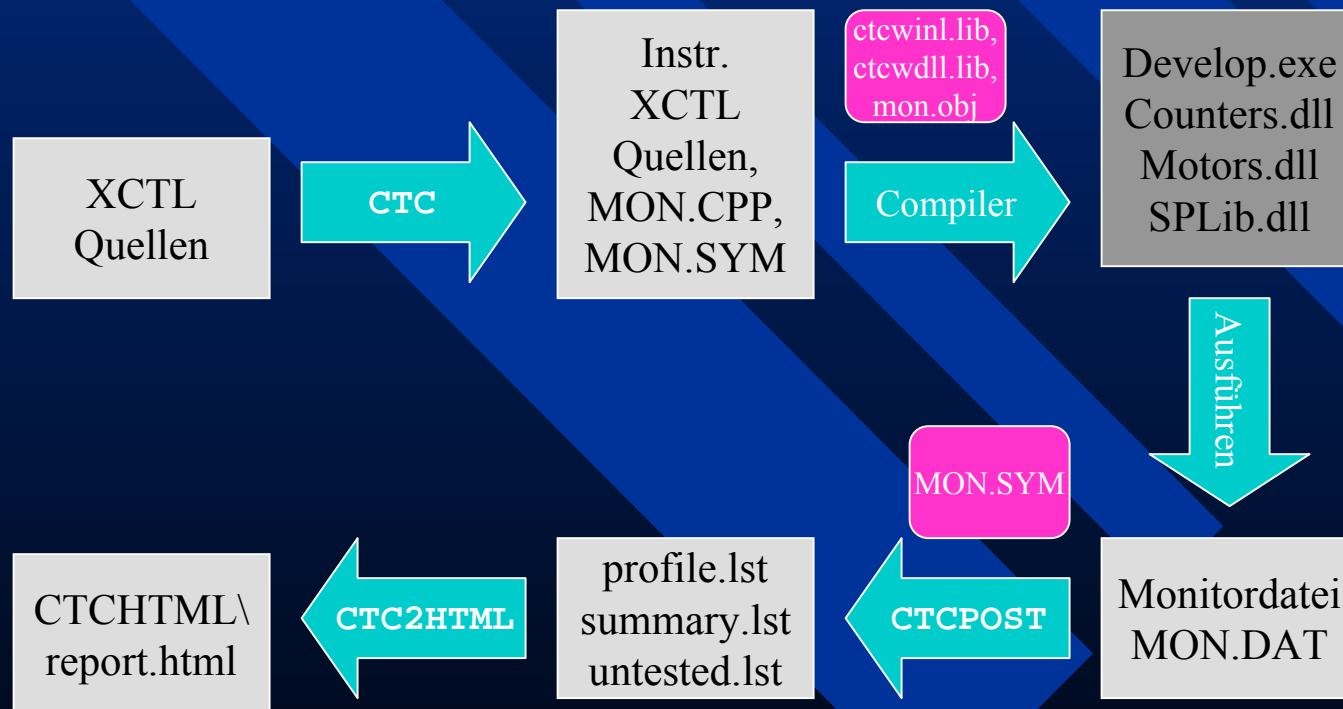 XCTL
Quellen
CTC
Instr.
XCTL
Quellen,
MON.CPP,
MON.SYM
ctcwinl.lib,
ctcwdll.lib,
mon.obj
Compiler
Develop.exe
Counters.dll
Motors.dll
SPLib.dll
Ausführen
Monitordatei
MON.DAT
MON.SYM
CTCPOST
profile.lst
summary.lst
untested.lst
CTC2HTML
CTCHTML\
report.html